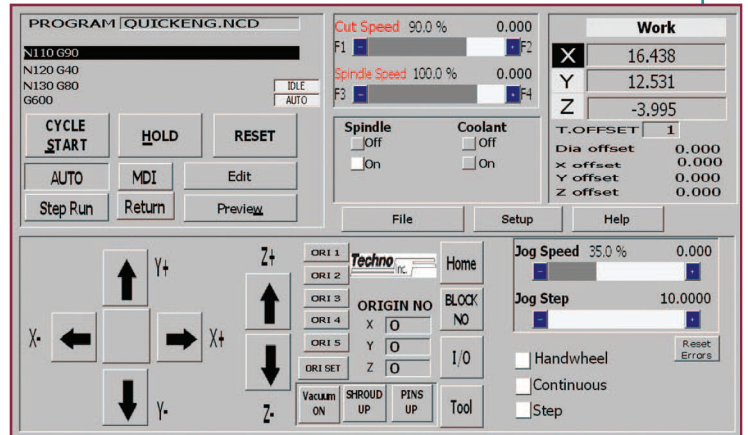 PROGRAM QUICKENG.NCD
N110 G90
N120 G40
N130 G80
G600
IDLE
AUTO
CYCLE START
HOLD
RESET
AUTO
MDI
Edit
Step Run
Return
Preview
Cut Speed 90.0 % 0.000
F1 - + F2
Spindle Speed 100.0 % 0.000
F3 - + F4
Spindle
Off
On
Coolant
Off
On
Work
X 16.438
Y 12.531
Z -3.995
T.OFFSET 1
Dia offset 0.000
X offset 0.000
Y offset 0.000
Z offset 0.000
File
Setup
Help
Y+
X-
X+
Y-
Z+
Z-
ORI 1
ORI 2
ORI 3
ORI 4
ORI 5
ORI SET
Techno Inc.
ORIGIN NO
X 0
Y 0
Z 0
Vacuum ON
SHROUD UP
PINS UP
Home
BLOCK NO
I/O
Tool
Jog Speed 35.0 % 0.000
- +
Jog Step 10.0000
- +
Reset Errors
Handwheel
Continuous
Step